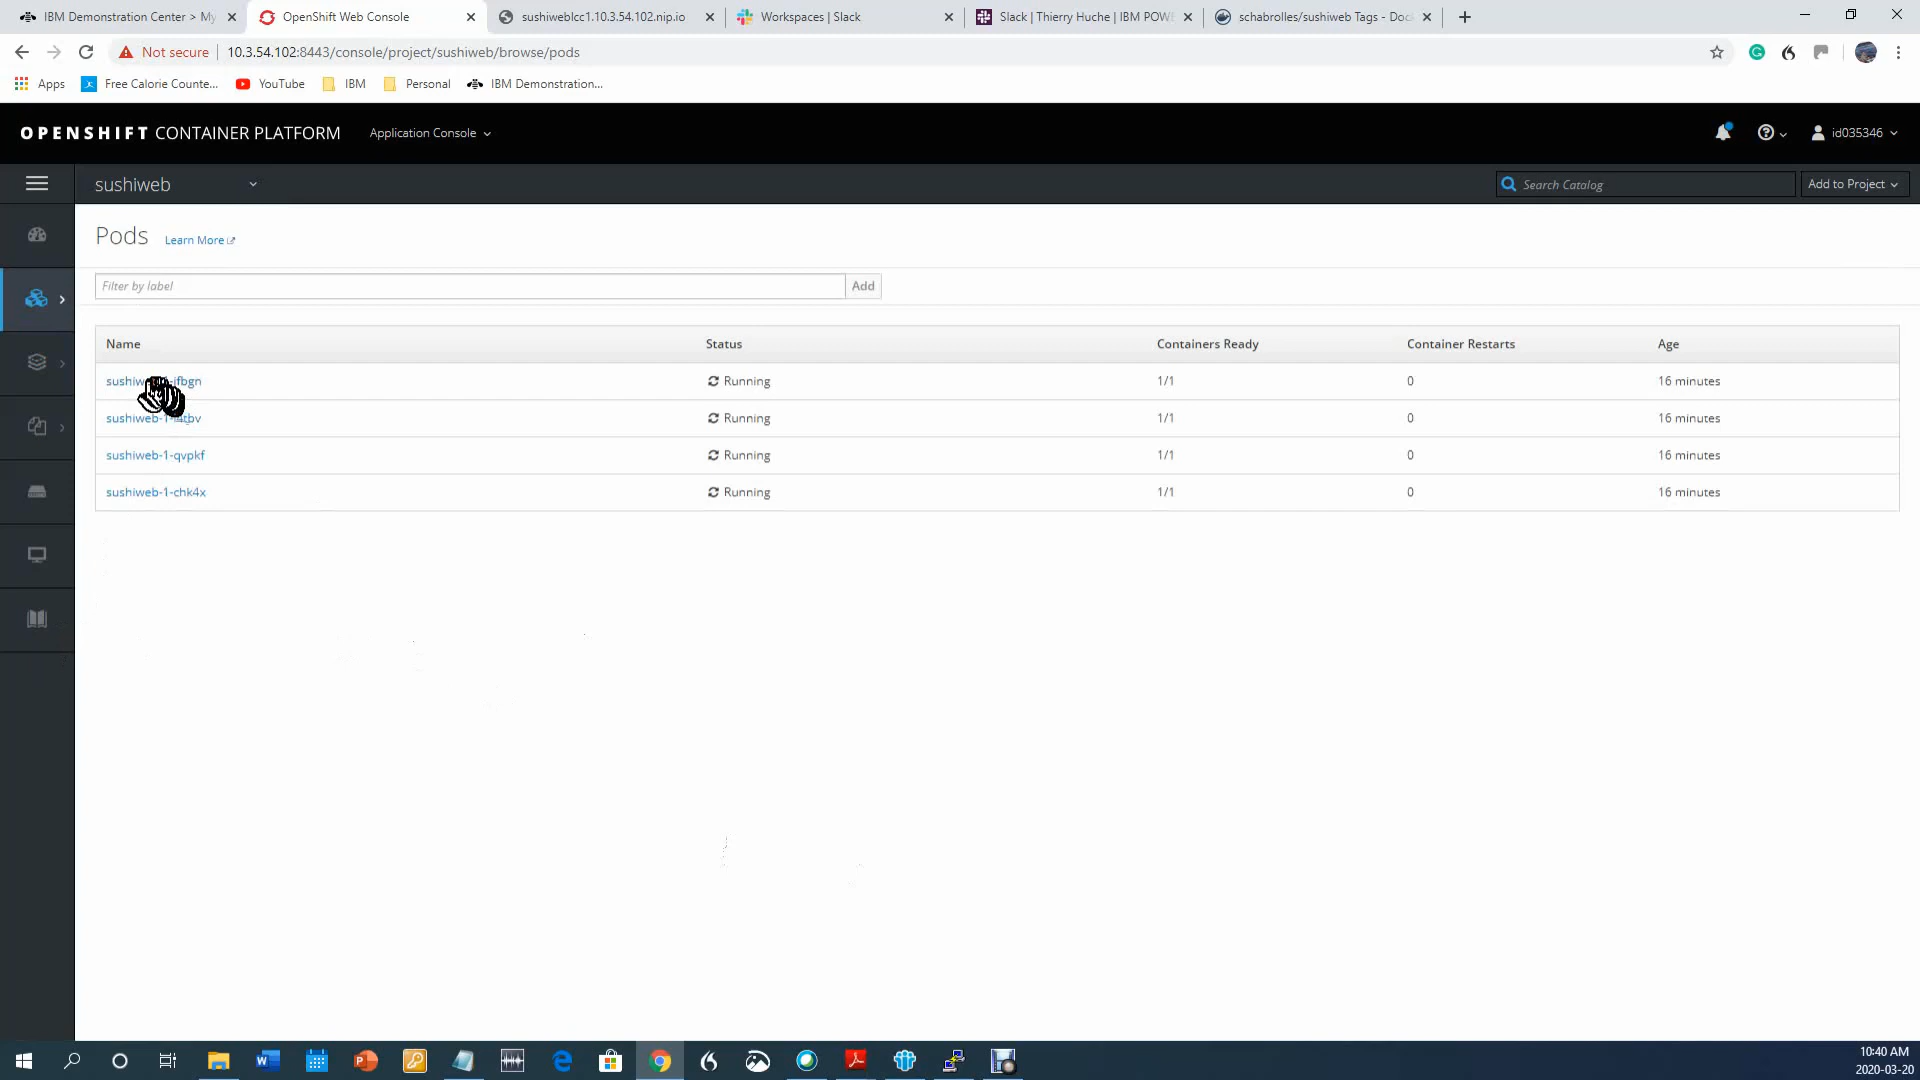 IBM Demonstration Center > My
OpenShift Web Console
sushiweblcc1.10.3.54.102.nip.io
Workspaces | Slack
Slack | Thierry Huche | IBM POWE
schabrolles/sushiweb Tags - Doc
Not secure
10.3.54.102:8443/console/project/sushiweb/browse/pods
Apps
Free Calorie Counte...
YouTube
IBM
Personal
IBM Demonstration...
OPENSHIFT CONTAINER PLATFORM
Application Console
id035346
sushiweb
Search Catalog
Add to Project
Pods
Learn More
Filter by label
Add
Name
Status
Containers Ready
Container Restarts
Age
Running
1/1
0
16 minutes
Running
1/1
0
16 minutes
sushiweb-1-qvpkf
Running
1/1
0
16 minutes
sushiweb-1-chk4x
Running
1/1
0
16 minutes
10:40 AM
2020-03-20